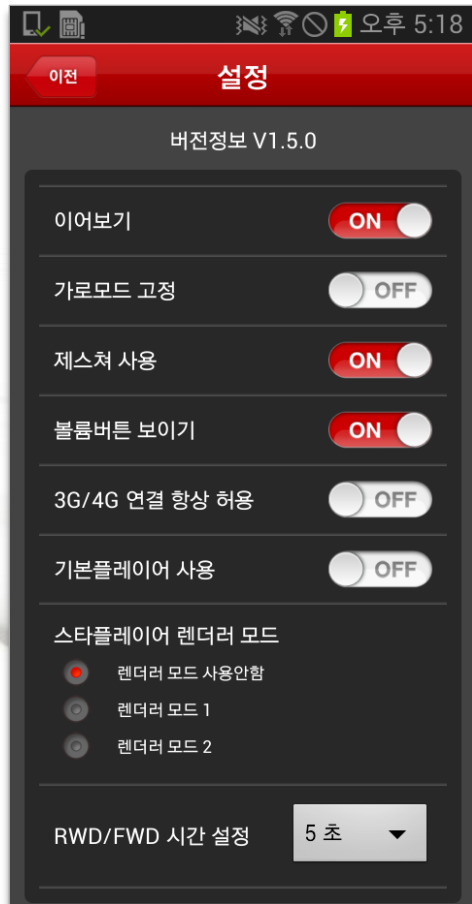 오후 5:18
이전
설정
버전정보 V1.5.0
이어보기 ON
가로모드 고정 OFF
제스쳐 사용 ON
볼륨버튼 보이기 ON
3G/4G 연결 항상 허용 OFF
기본플레이어 사용 OFF
스타플레이어 렌더러 모드
렌더러 모드 사용안함
렌더러 모드 1
렌더러 모드 2
RWD/FWD 시간 설정 5 초